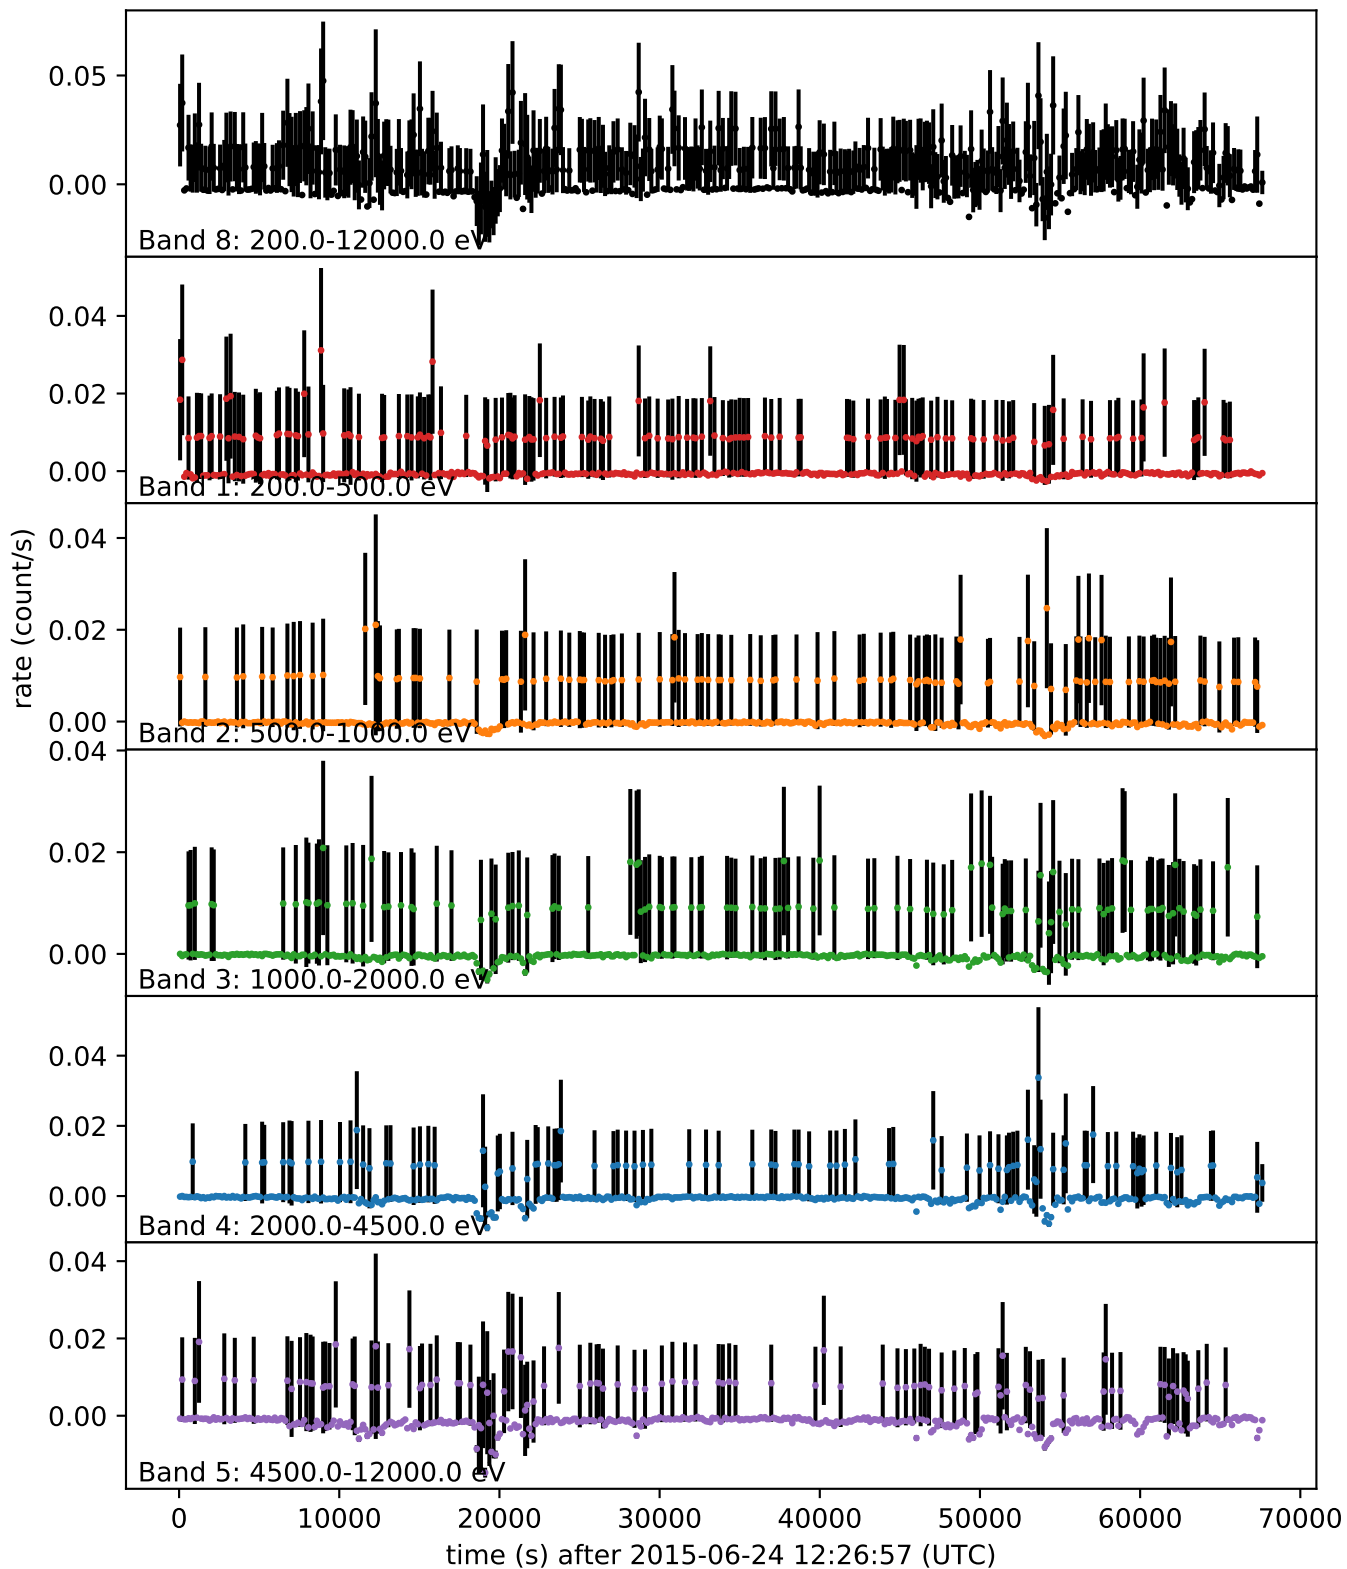 0.05
0.00
Band 8: 200.0-12000.0 eV
0.04
0.02
0.00
Band 1: 200.0-500.0 eV
0.04
0.02
0.00
Band 2: 500.0-1000.0 eV
rate (count/s)
0.04
0.02
0.00
Band 3: 1000.0-2000.0 eV
0.04
0.02
0.00
Band 4: 2000.0-4500.0 eV
0.04
0.02
0.00
Band 5: 4500.0-12000.0 eV
0 10000 20000 30000 40000 50000 60000 70000
time (s) after 2015-06-24 12:26:57 (UTC)